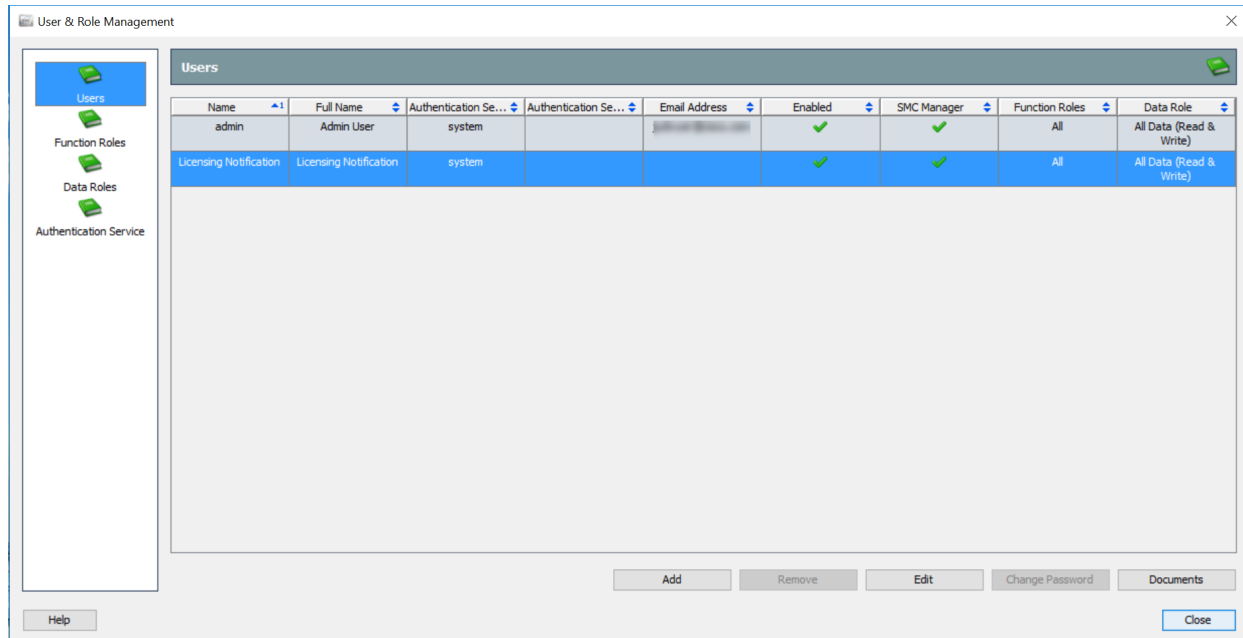 User & Role Management
Users
Function Roles
Data Roles
Authentication Service
Users
Name 1 Full Name Authentication Se... Authentication Se... Email Address Enabled SMC Manager Function Roles Data Role
admin Admin User system All All Data (Read &
Write)
Licensing Notification Licensing Notification system All All Data (Read &
Write)
Add Remove Edit Change Password Documents
Help Close